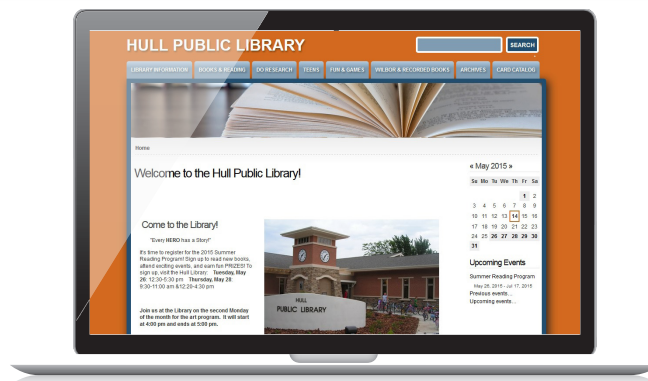 HULL PUBLIC LIBRARY
SEARCH
LIBRARY INFORMATION BOOKS & READING DO RESEARCH TEENS FUN & GAMES WILBOR & RECORDED BOOKS ARCHIVES CARD CATALOG
Home
Welcome to the Hull Public Library!
Come to the Library!
"Every HERO has a Story!"
It's time to register for the 2015 Summer
Reading Program! Sign up to read new books,
attend exciting events, and earn fun PRIZES! To
sign up, visit the Hull Library: Tuesday, May
26: 12:30-5:30 pm Thursday, May 28:
9:30-11:00 am &12:20-4:30 pm
Join us at the Library on the second Monday
of the month for the art program. It will start
at 4:00 pm and ends at 5:00 pm.
HULL
PUBLIC LIBRARY
« May 2015 »
Su Mo Tu We Th Fr Sa
1 2
3 4 5 6 7 8 9
10 11 12 13 14 15 16
17 18 19 20 21 22 23
24 25 26 27 28 29 30
31
Upcoming Events
Summer Reading Program
May 26, 2015 - Jul 17, 2015
Previous events…
Upcoming events…